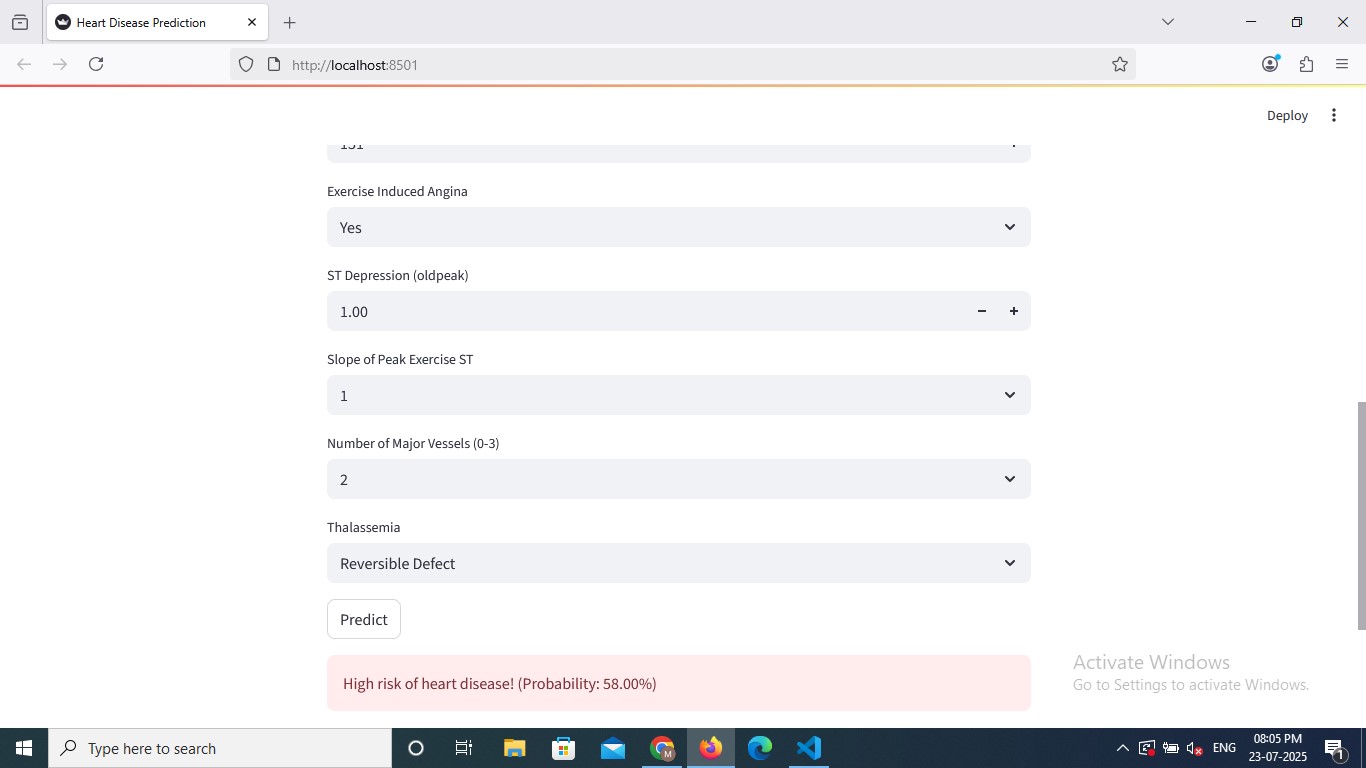 Heart Disease Prediction
http://localhost:8501
Deploy
Exercise Induced Angina
Yes
ST Depression (oldpeak)
1.00
Slope of Peak Exercise ST
1
Number of Major Vessels (0-3)
2
Thalassemia
Reversible Defect
Predict
High risk of heart disease! (Probability: 58.00%)
Activate Windows
Go to Settings to activate Windows.
Type here to search
M
ENG
08:05 PM
23-07-2025
1